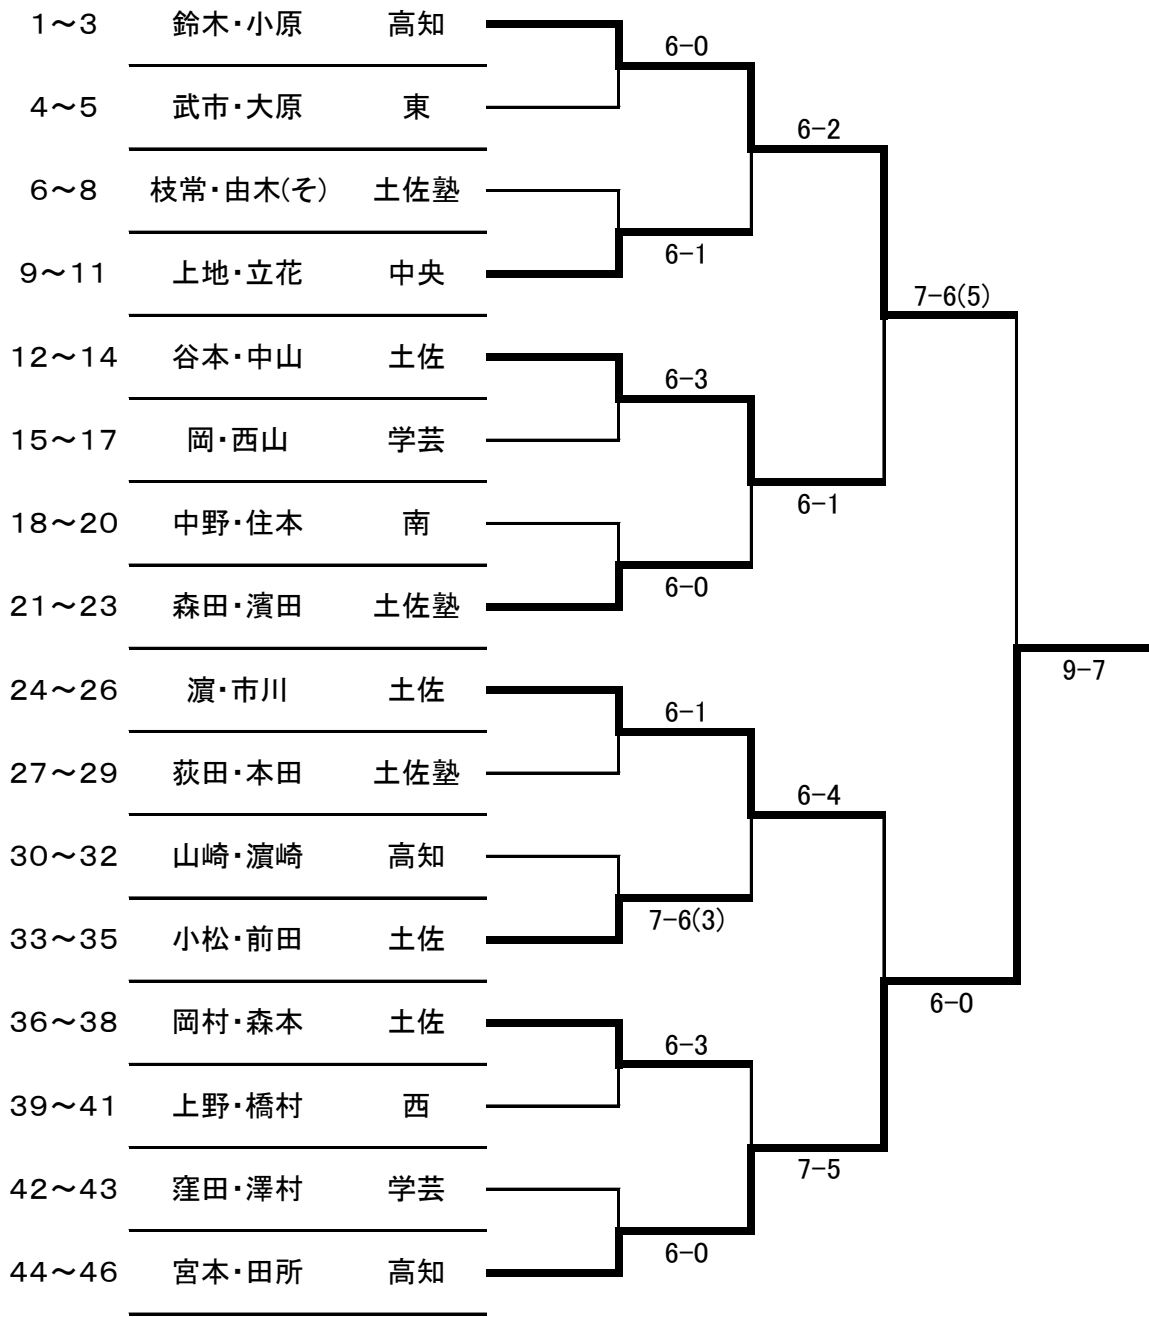 1～3 鈴木・小原 高知
6-0
4～5 武市・大原 東
6-2
6～8 枝常・由木(そ) 土佐塾
6-1
9～11 上地・立花 中央
7-6(5)
12～14 谷本・中山 土佐
6-3
15～17 岡・西山 学芸
6-1
18～20 中野・住本 南
6-0
21～23 森田・濱田 土佐塾
9-7
24～26 濵・市川 土佐
6-1
27～29 荻田・本田 土佐塾
6-4
30～32 山崎・濵崎 高知
7-6(3)
33～35 小松・前田 土佐
6-0
36～38 岡村・森本 土佐
6-3
39～41 上野・橋村 西
7-5
42～43 窪田・澤村 学芸
6-0
44～46 宮本・田所 高知